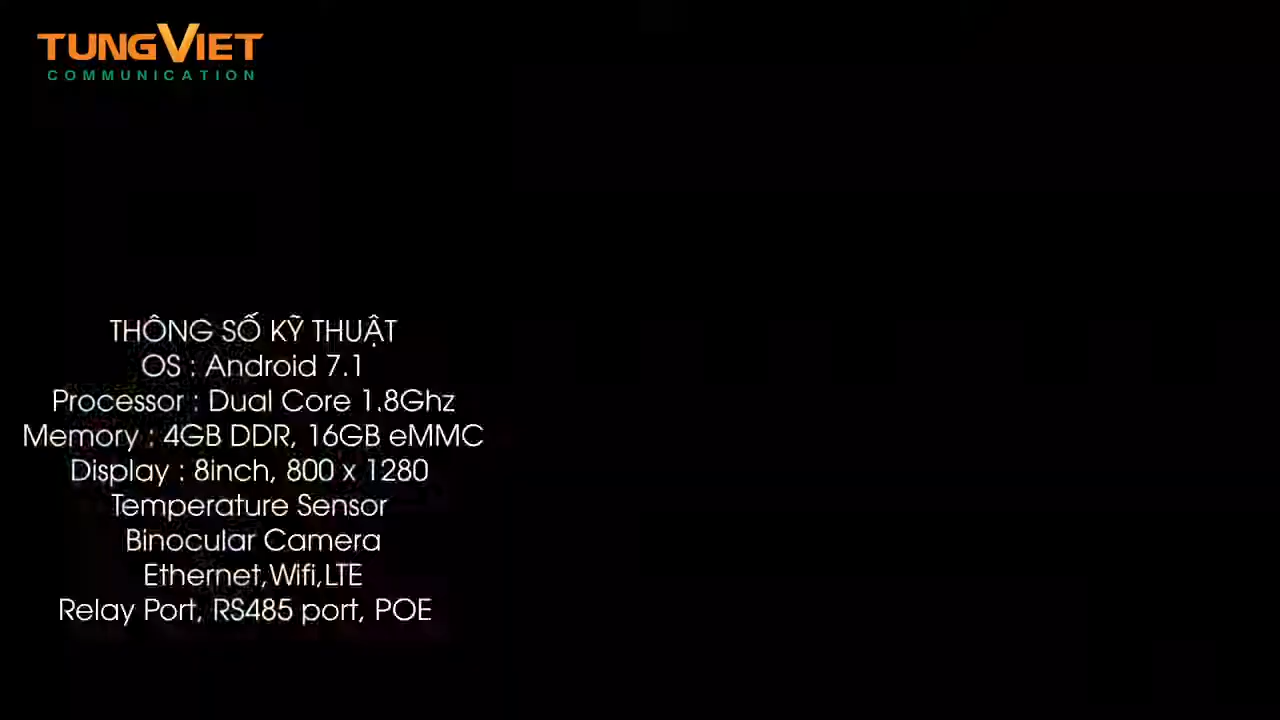 TUNGVIET
COMMUNICATION
THÔNG SỐ KỸ THUẬT
OS : Android 7.1
Processor : Dual Core 1.8Ghz
Memory : 4GB DDR, 16GB eMMC
Display : 8inch, 800 x 1280
Temperature Sensor
Binocular Camera
Ethernet,Wifi,LTE
Relay Port, RS485 port, POE